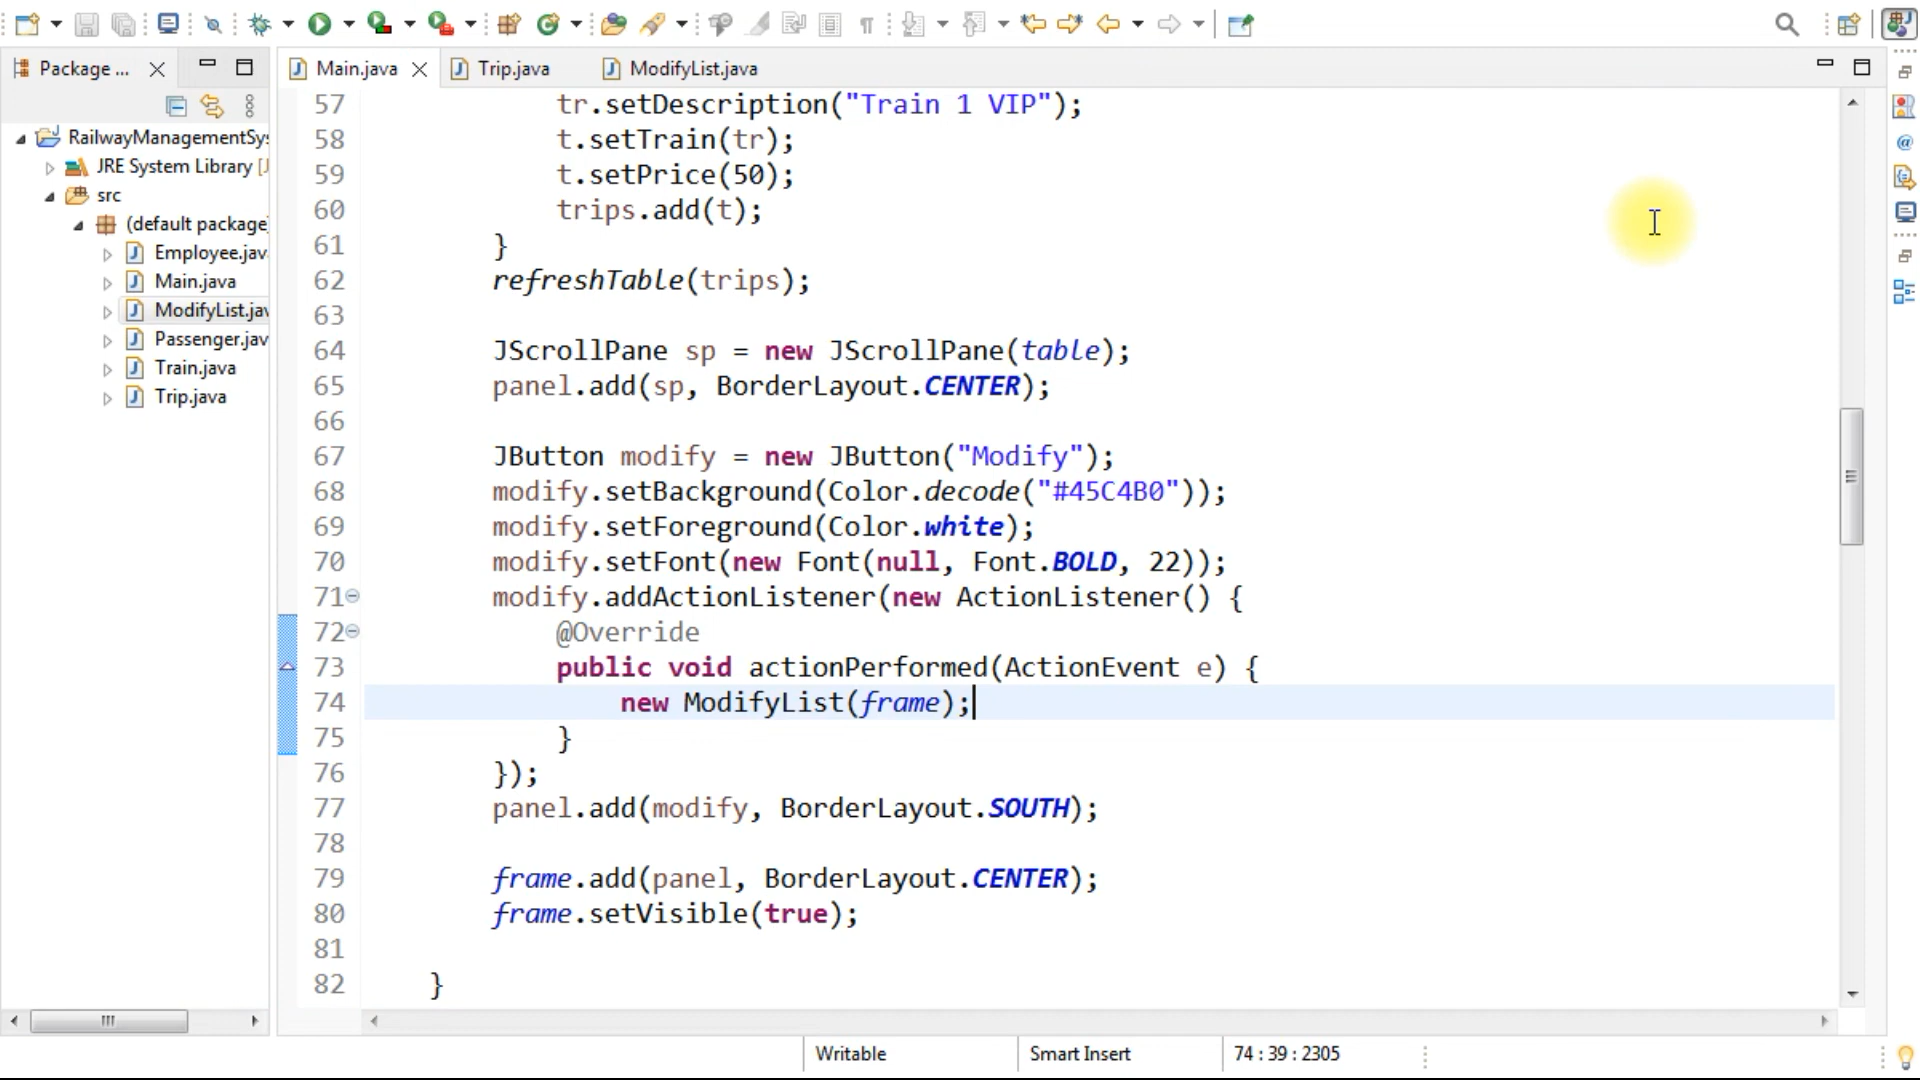 Package ...
Main.java
Trip.java
ModifyList.java
RailwayManagementSy
JRE System Library [J
src
(default package
Employee.jav
Main.java
ModifyList.jav
Passenger.jav
Train.java
Trip.java
57 tr.setDescription("Train 1 VIP");
58 t.setTrain(tr);
59 t.setPrice(50);
60 trips.add(t);
61 }
62 refreshTable(trips);
63
64 JScrollPane sp = new JScrollPane(table);
65 panel.add(sp, BorderLayout.CENTER);
66
67 JButton modify = new JButton("Modify");
68 modify.setBackground(Color.decode("#45C4B0"));
69 modify.setForeground(Color.white);
70 modify.setFont(new Font(null, Font.BOLD, 22));
71 modify.addActionListener(new ActionListener() {
72 @Override
73 public void actionPerformed(ActionEvent e) {
74 new ModifyList(frame);
75 }
76 });
77 panel.add(modify, BorderLayout.SOUTH);
78
79 frame.add(panel, BorderLayout.CENTER);
80 frame.setVisible(true);
81
82 }
Writable
Smart Insert
74 : 39 : 2305